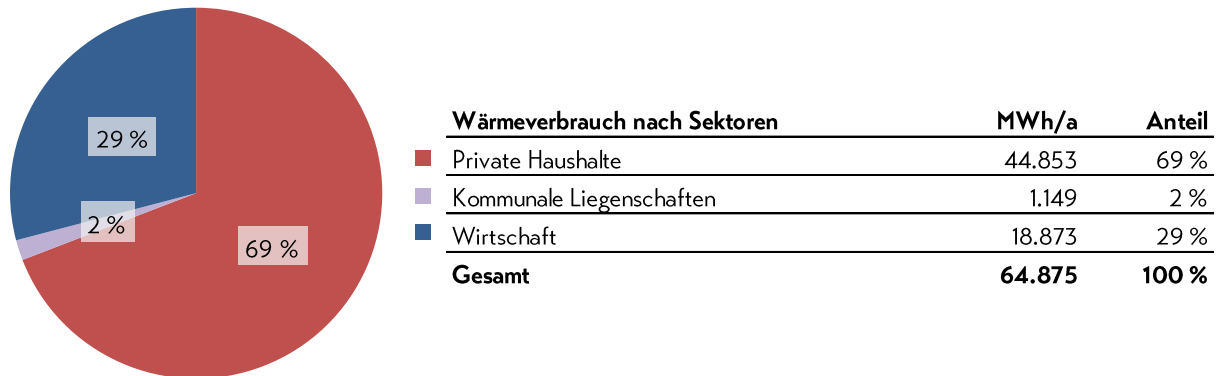 29 %
2 %
69 %
Wärmeverbrauch nach Sektoren MWh/a Anteil
Private Haushalte 44.853 69 %
Kommunale Liegenschaften 1.149 2 %
Wirtschaft 18.873 29 %
Gesamt 64.875 100 %